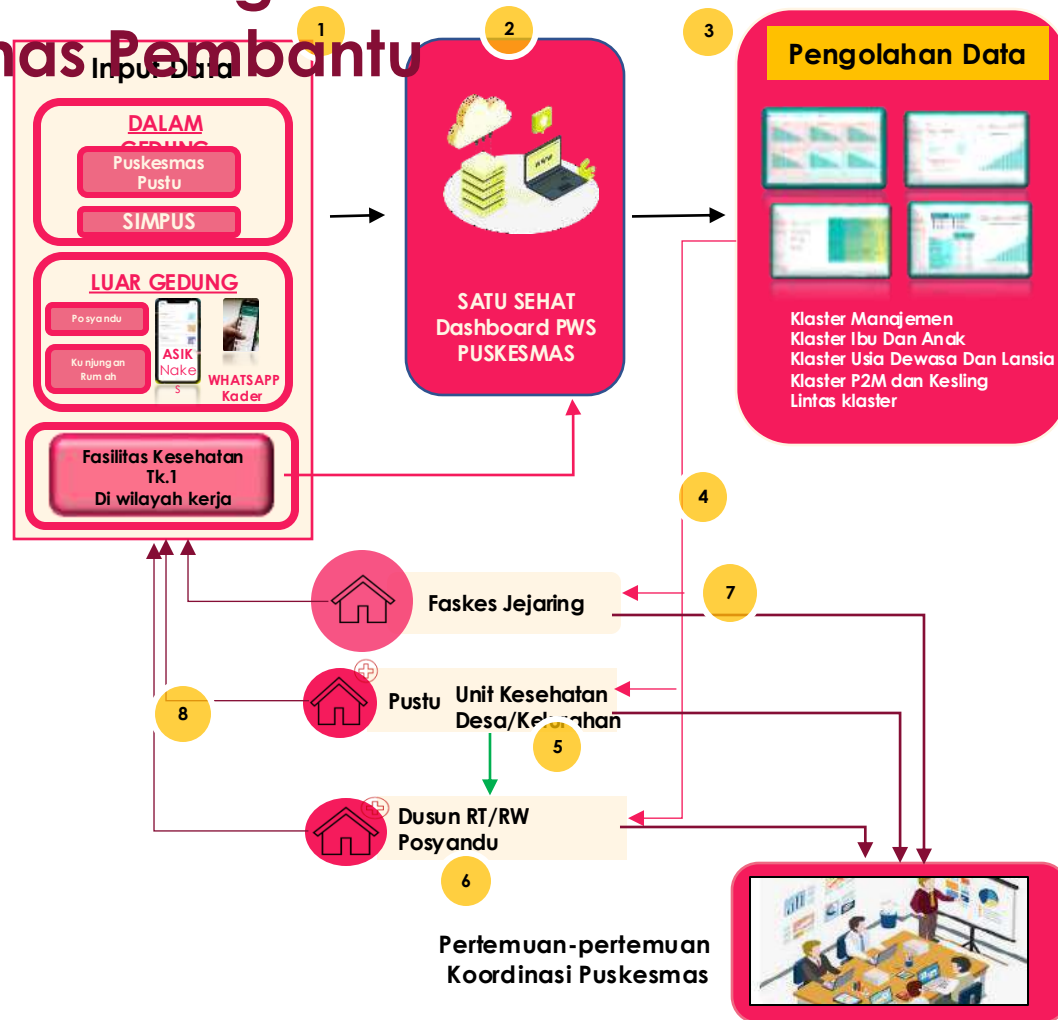 mas Pembantu
1
2
3
Input Data
DALAM
GEDUNG
Puskesmas
Pustu
SIMPUS
LUAR GEDUNG
Posyandu
Kunjungan
Rumah
ASIK
Nake
s
WHATSAPP
Kader
Fasilitas Kesehatan
Tk.1
Di wilayah kerja
SATU SEHAT
Dashboard PWS
PUSKESMAS
Pengolahan Data
Klaster Manajemen
Klaster Ibu Dan Anak
Klaster Usia Dewasa Dan Lansia
Klaster P2M dan Kesling
Lintas klaster
4
Faskes Jejaring
7
Pustu
Unit Kesehatan
Desa/Kelurahan
8
5
Dusun RT/RW
Posyandu
6
Pertemuan-pertemuan
Koordinasi Puskesmas